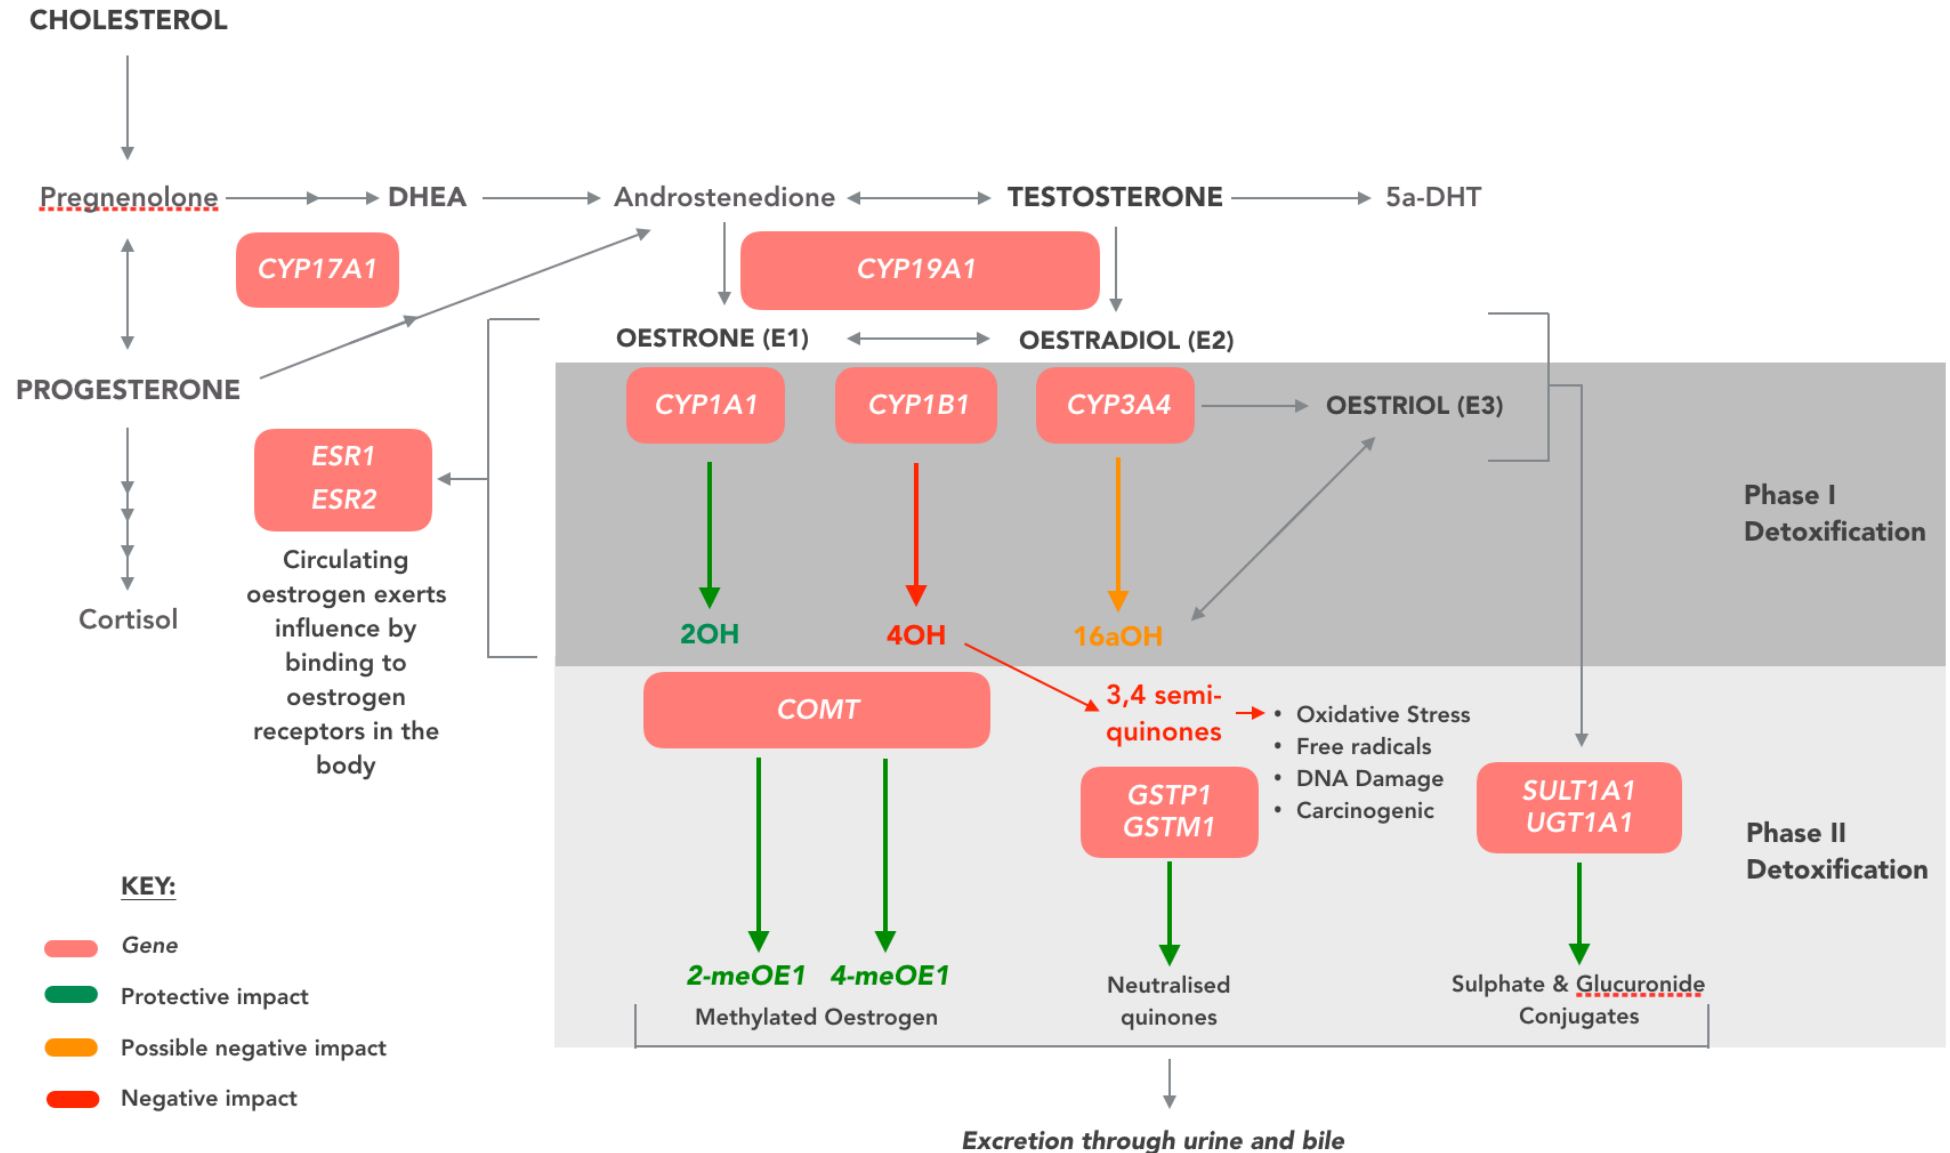 CHOLESTEROL
Pregnenolone
DHEA
Androstenedione
TESTOSTERONE
5a-DHT
CYP17A1
CYP19A1
OESTRONE (E1)
OESTRADIOL (E2)
PROGESTERONE
CYP1A1
CYP1B1
CYP3A4
OESTRIOL (E3)
ESR1
ESR2
Phase I
Detoxification
Circulating
oestrogen exerts
influence by
binding to
oestrogen
receptors in the
body
Cortisol
2OH
4OH
16aOH
COMT
3,4 semi-
quinones
• Oxidative Stress
• Free radicals
• DNA Damage
• Carcinogenic
GSTP1
GSTM1
SULT1A1
UGT1A1
Phase II
Detoxification
KEY:
Gene
Protective impact
Possible negative impact
Negative impact
2-meOE1
4-meOE1
Methylated Oestrogen
Neutralised
quinones
Sulphate & Glucuronide
Conjugates
Excretion through urine and bile